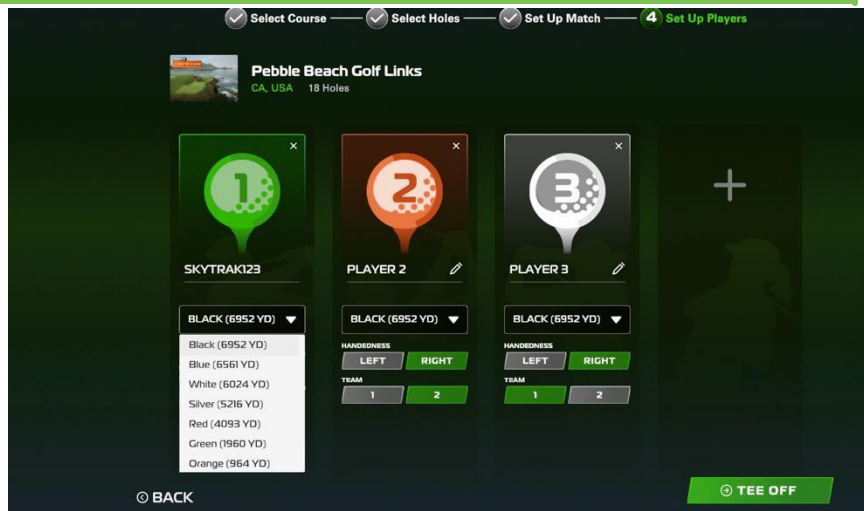 Select Course Select Holes Set Up Match 4 Set Up Players
Pebble Beach Golf Links
CA, USA 18 Holes
1 2 3
SKYTRAK123 PLAYER 2 PLAYER 3
BLACK (6952 YD) BLACK (6952 YD) BLACK (6952 YD)
Black (6952 YD)
Blue (6561 YD)
White (6024 YD)
Silver (5216 YD)
Red (4093 YD)
Green (1960 YD)
Orange (964 YD)
HANDEDNESS HANDEDNESS
LEFT RIGHT LEFT RIGHT
TEAM TEAM
1 2 1 2
BACK TEE OFF